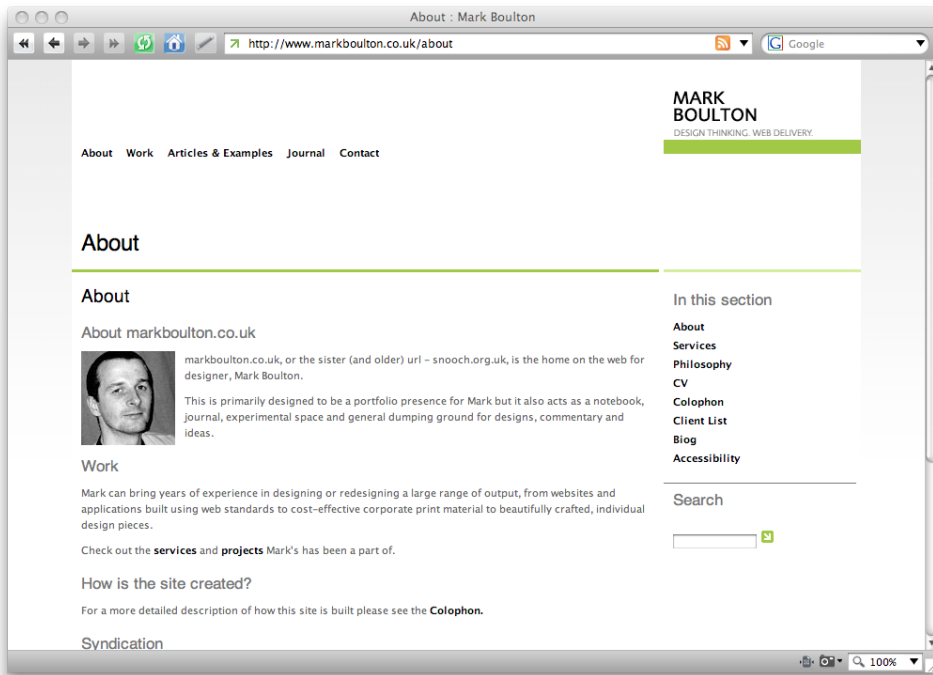 About : Mark Boulton
http://www.markboulton.co.uk/about
Google
MARK
BOULTON
DESIGN THINKING. WEB DELIVERY.
About Work Articles & Examples Journal Contact
About
About
About markboulton.co.uk
markboulton.co.uk, or the sister (and older) url – snooch.org.uk, is the home on the web for
designer, Mark Boulton.
This is primarily designed to be a portfolio presence for Mark but it also acts as a notebook,
journal, experimental space and general dumping ground for designs, commentary and
ideas.
Work
Mark can bring years of experience in designing or redesigning a large range of output, from websites and
applications built using web standards to cost-effective corporate print material to beautifully crafted, individual
design pieces.
Check out the services and projects Mark's has been a part of.
How is the site created?
For a more detailed description of how this site is built please see the Colophon.
Syndication
In this section
About
Services
Philosophy
CV
Colophon
Client List
Biog
Accessibility
Search
100%